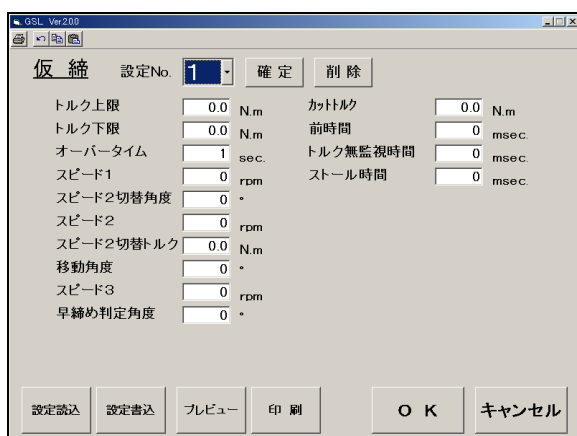 GSL Ver.2.0.0
仮 締 設定No. 1 確 定 削 除
トルク上限 0.0 N.m カットトルク 0.0 N.m
トルク下限 0.0 N.m 前時間 0 msec.
オーバータイム 1 sec. トルク無監視時間 0 msec.
スピード1 0 rpm ストール時間 0 msec.
スピード2切替角度 0 °
スピード2 0 rpm
スピード2切替トルク 0.0 N.m
移動角度 0 °
スピード3 0 rpm
早締め判定角度 0 °
設定読込 設定書込 プレビュー 印 刷 O K キャンセル